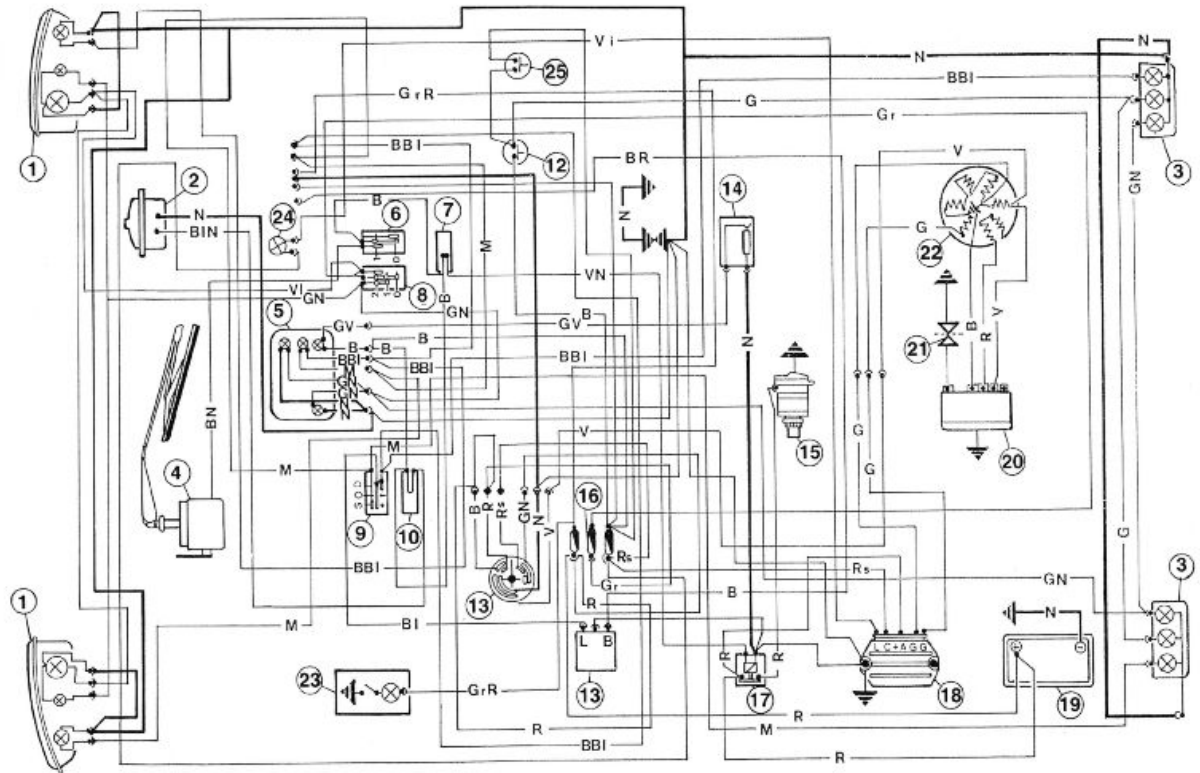 Vi
N
N
BBI
25
GrR
G
Gr
BBI
12
BR
V
1
3
GN
2
14
24
6
7
B
N
G
N
BIN
M
22
VN
VI
8
GN
5
GN
B
B
V
GV
GV
N
B
R
21
B
B
BBI
BBI
BBI
M
GN
GN
N
BN
M
V
15
20
4
M
S O D
16
G
G
G
9
10
B
R
Rs
GN
N
V
Rs
BBI
Rs
GN
3
1
13
Gr
B
R
N
M
BI
L B
R
R
L C + A G G
23
GrR
13
17
18
19
R
R
M
BBI
R